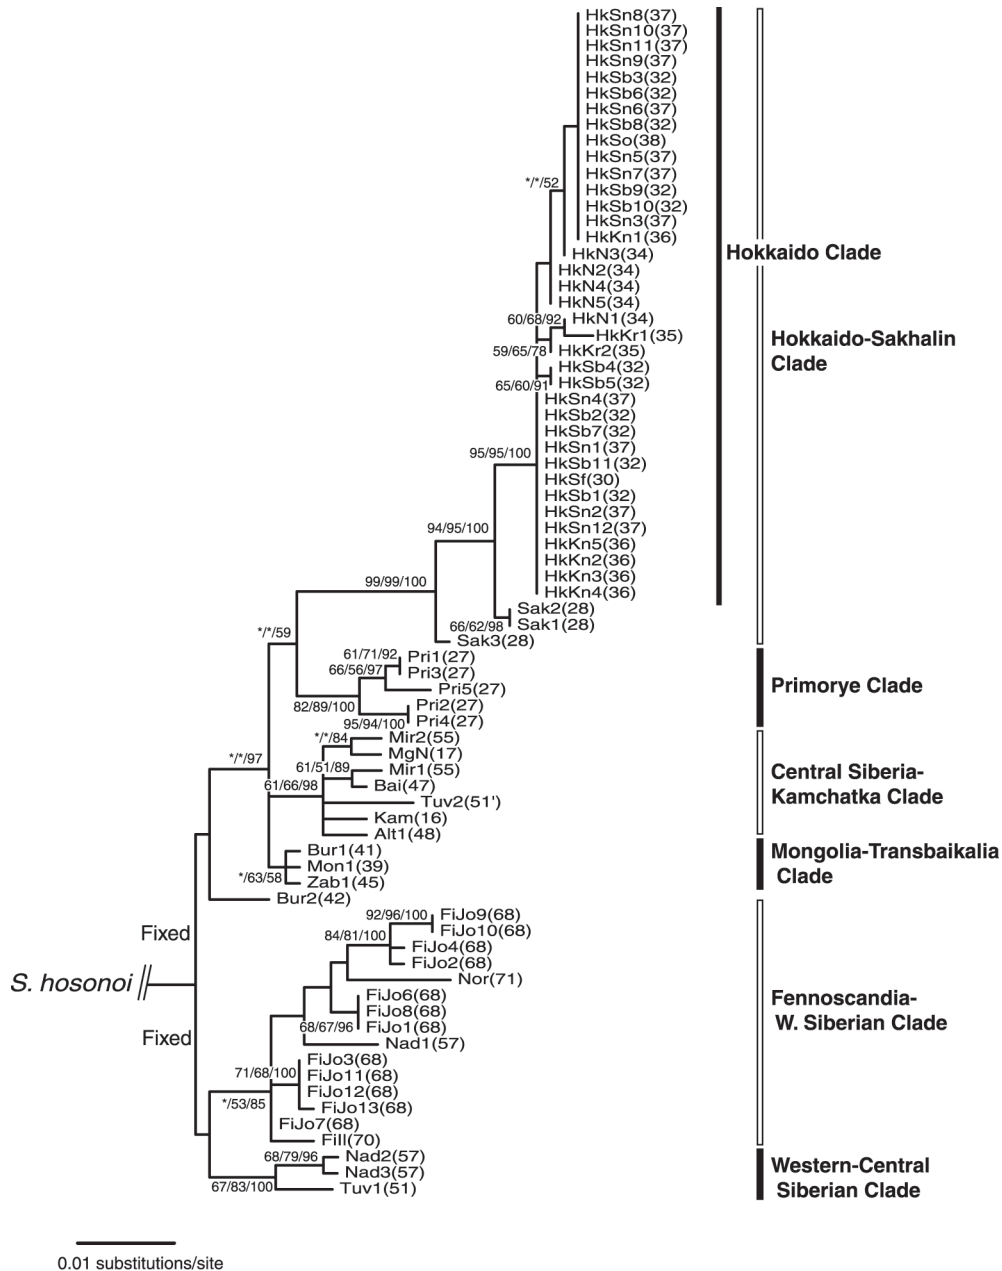 HkSn8(37)
HkSn10(37)
HkSn11(37)
HkSn9(37)
HkSb3(32)
HkSb6(32)
HkSn6(37)
HkSb8(32)
HkSo(38)
HkSn5(37)
HkSn7(37)
*/*/52
HkSb9(32)
HkSb10(32)
HkSn3(37)
HkKn1(36)
HkN3(34)
Hokkaido Clade
HkN2(34)
HkN4(34)
HkN5(34)
60/68/92
HkN1(34)
HkKr1(35)
59/65/78
HkKr2(35)
Hokkaido-Sakhalin
Clade
HkSb4(32)
65/60/91
HkSb5(32)
HkSn4(37)
HkSb2(32)
HkSb7(32)
HkSn1(37)
95/95/100
HkSb11(32)
HkSf(30)
HkSb1(32)
HkSn2(37)
94/95/100
HkSn12(37)
HkKn5(36)
HkKn2(36)
99/99/100
HkKn3(36)
HkKn4(36)
Sak2(28)
66/62/98
Sak1(28)
*/*/59
Sak3(28)
61/71/92
Pri1(27)
66/56/97
Pri3(27)
Pri5(27)
Primorye Clade
82/89/100
Pri2(27)
95/94/100
Pri4(27)
*/*/84
Mir2(55)
MgN(17)
*/*/97
61/51/89
Mir1(55)
61/66/98
Bai(47)
Central Siberia-
Kamchatka Clade
Tuv2(51')
Kam(16)
Alt1(48)
Bur1(41)
Mon1(39)
Mongolia-Transbaikalia
Clade
*/63/58
Zab1(45)
Bur2(42)
92/96/100
FiJo9(68)
Fixed
84/81/100
FiJo10(68)
FiJo4(68)
FiJo2(68)
S. hosonoi
Nor(71)
FiJo6(68)
Fennoscandia-
W. Siberian Clade
FiJo8(68)
68/67/96
FiJo1(68)
Fixed
Nad1(57)
FiJo3(68)
71/68/100
FiJo11(68)
FiJo12(68)
*/53/85
FiJo13(68)
FiJo7(68)
FiIl(70)
68/79/96
Nad2(57)
Nad3(57)
Western-Central
Siberian Clade
67/83/100
Tuv1(51)
0.01 substitutions/site